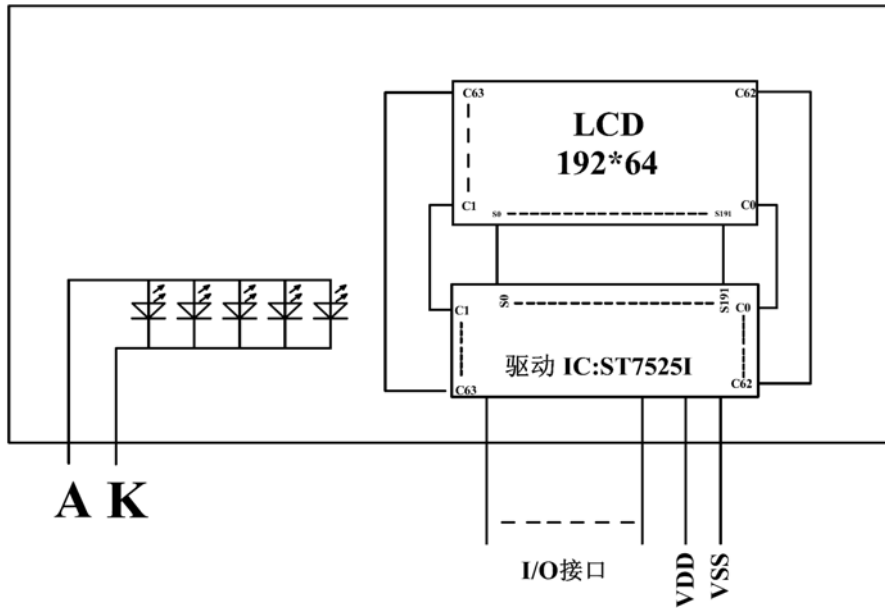 C63 C62
LCD
192*64
C1 C0
S0 S191
S0 S191
C1 C0
驱动 IC:ST7525I
C63 C62
A K
I/O接口
VDD
VSS